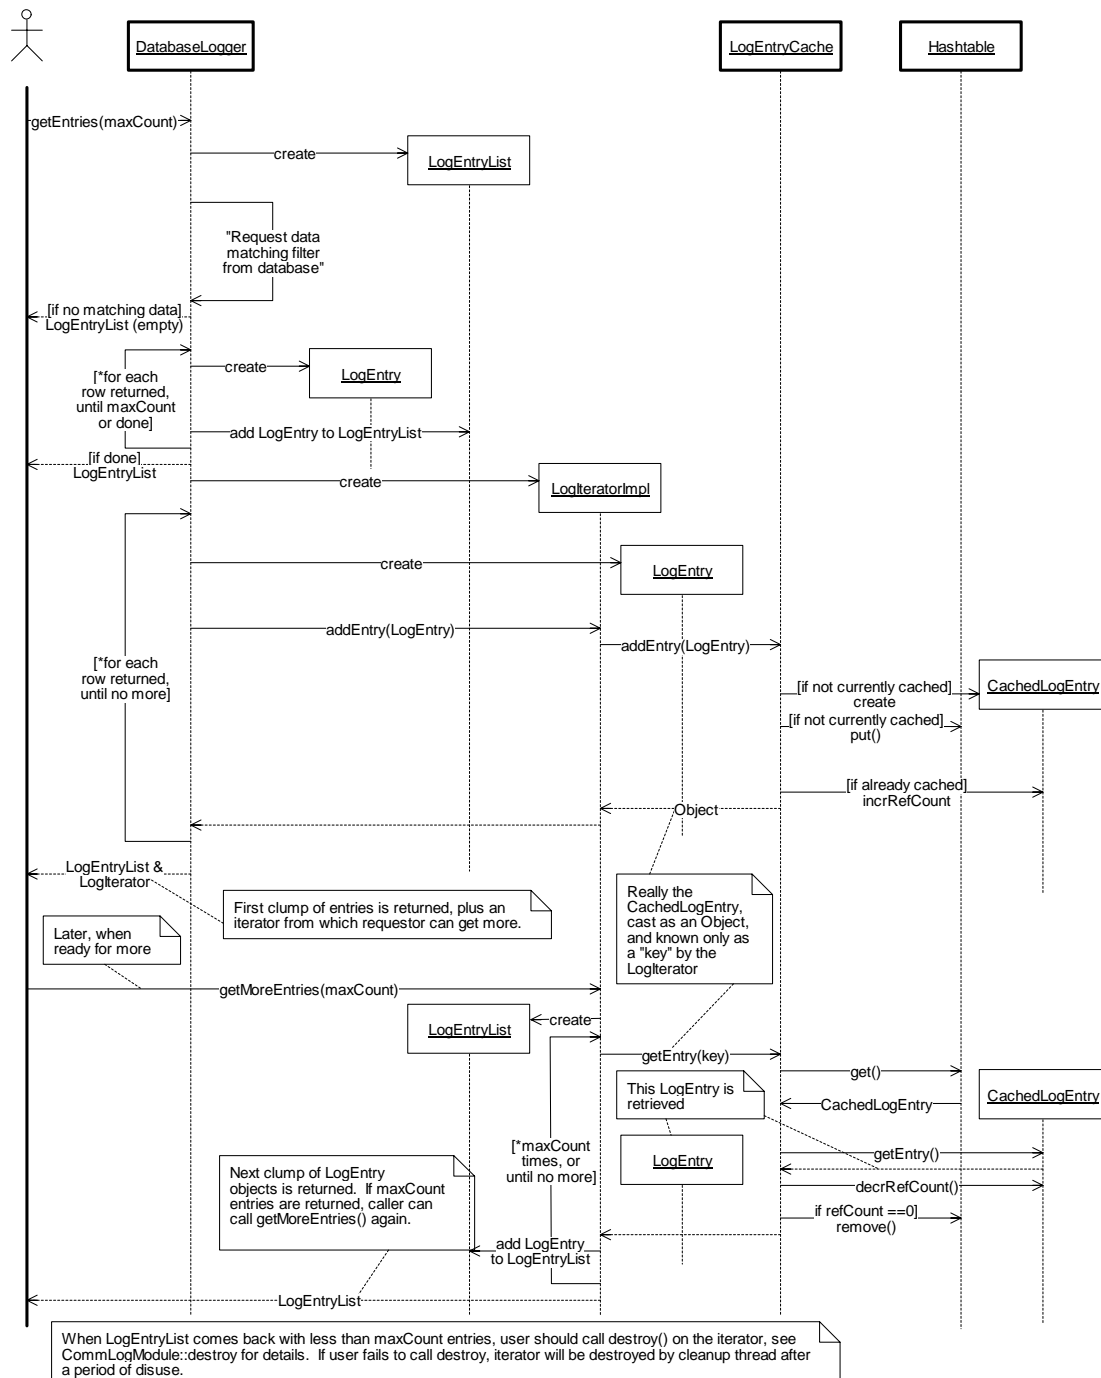 DatabaseLogger
LogEntryCache
Hashtable
getEntries(maxCount)
create
LogEntryList
"Request data
matching filter
from database"
[if no matching data]
LogEntryList (empty)
[*for each
row returned,
until maxCount
or done]
create
LogEntry
add LogEntry to LogEntryList
[if done]
LogEntryList
create
LogIteratorImpl
create
LogEntry
addEntry(LogEntry)
addEntry(LogEntry)
[*for each
row returned,
until no more]
[if not currently cached]
create
CachedLogEntry
[if not currently cached]
put()
[if already cached]
incrRefCount
Object
LogEntryList &
LogIterator
First clump of entries is returned, plus an
iterator from which requestor can get more.
Really the
CachedLogEntry,
cast as an Object,
and known only as
a "key" by the
LogIterator
Later, when
ready for more
getMoreEntries(maxCount)
create
LogEntryList
getEntry(key)
get()
This LogEntry is
retrieved
CachedLogEntry
CachedLogEntry
[*maxCount
times, or
until no more]
LogEntry
getEntry()
Next clump of LogEntry
objects is returned.  If maxCount
entries are returned, caller can
call getMoreEntries() again.
decrRefCount()
if refCount ==0]
remove()
add LogEntry
to LogEntryList
LogEntryList
When LogEntryList comes back with less than maxCount entries, user should call destroy() on the iterator, see
CommLogModule::destroy for details.  If user fails to call destroy, iterator will be destroyed by cleanup thread after
a period of disuse.